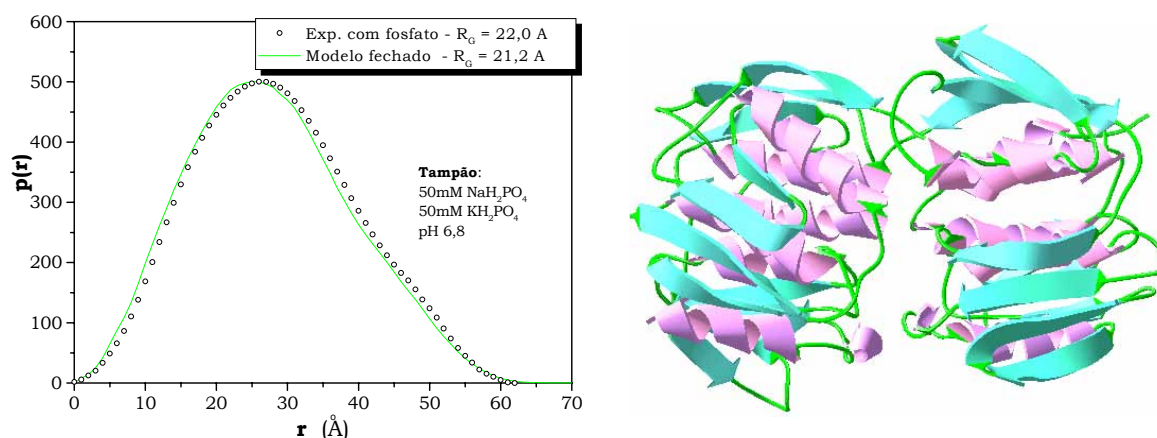 600
500
400
300
200
100
0
p(r)
Exp. com fosfato - R_G = 22,0 A
Modelo fechado - R_G = 21,2 A
Tampão:
50mM NaH₂PO₄
50mM KH₂PO₄
pH 6,8
0 10 20 30 40 50 60 70
r (Å)